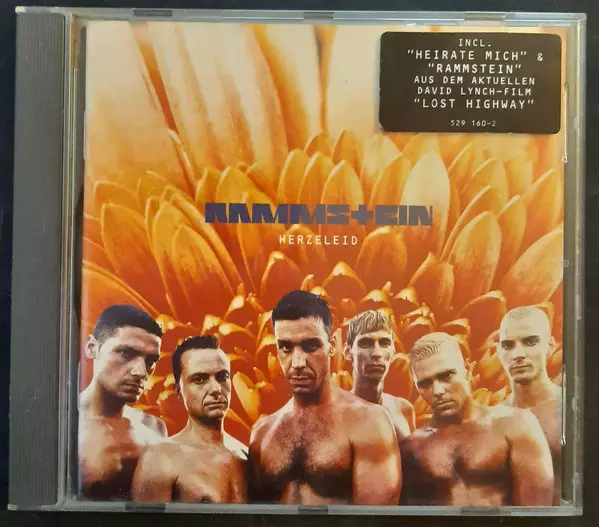 INCL.
"HEIRATE MICH" &
"RAMMSTEIN"
AUS DEM AKTUELLEN
DAVID LYNCH-FILM
"LOST HIGHWAY"
529 160-2
RAMMSTEIN
HERZELEID